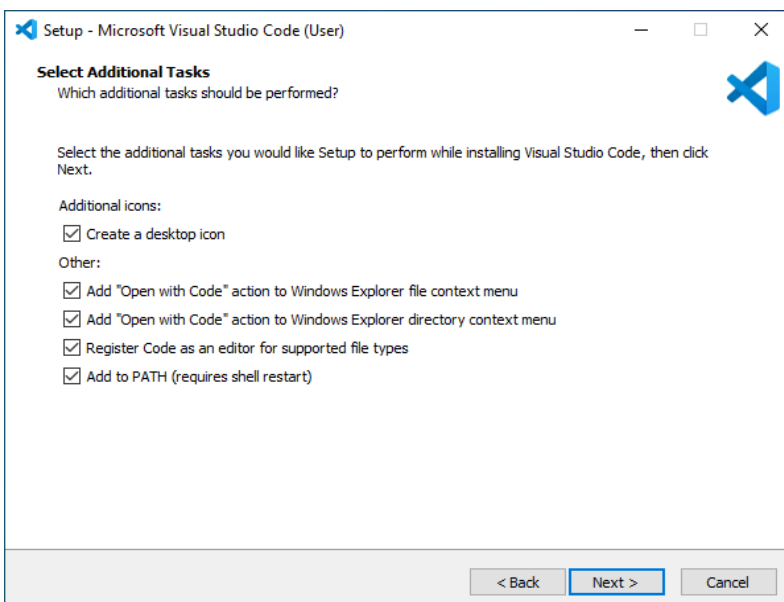 Setup - Microsoft Visual Studio Code (User)
Select Additional Tasks
Which additional tasks should be performed?
Select the additional tasks you would like Setup to perform while installing Visual Studio Code, then click
Next.
Additional icons:
Create a desktop icon
Other:
Add "Open with Code" action to Windows Explorer file context menu
Add "Open with Code" action to Windows Explorer directory context menu
Register Code as an editor for supported file types
Add to PATH (requires shell restart)
< Back Next > Cancel